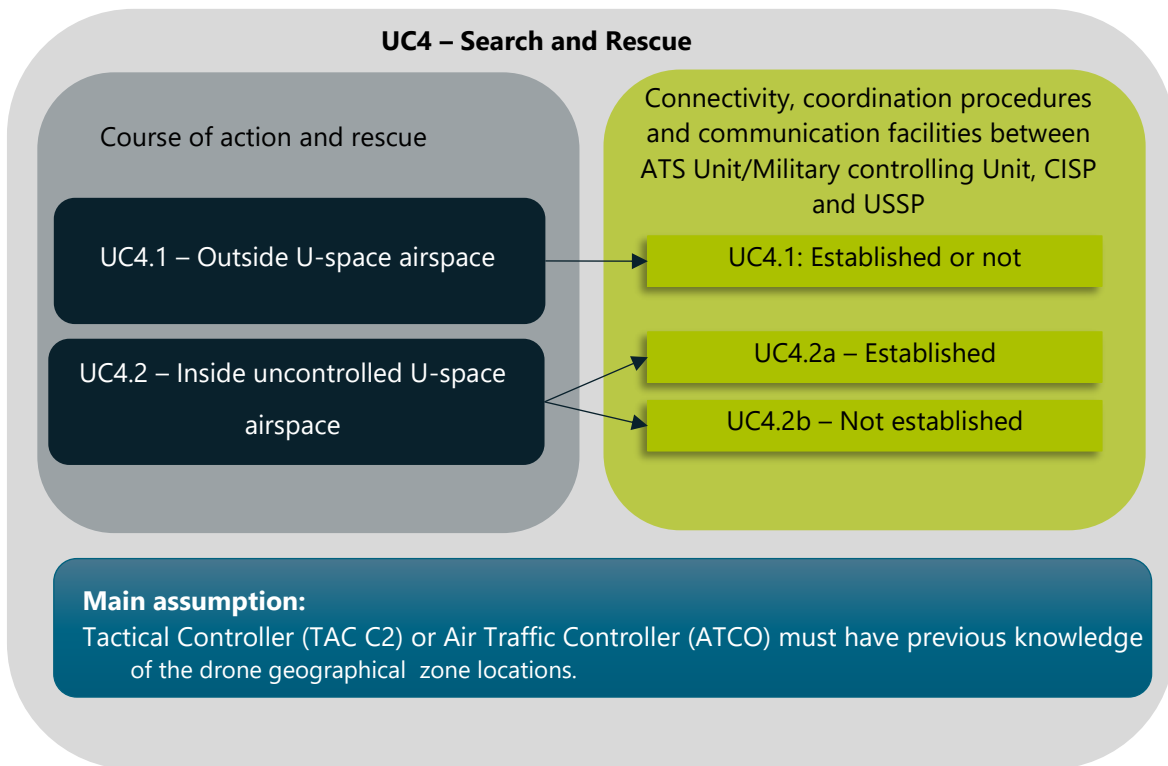 UC4 – Search and Rescue
Course of action and rescue
UC4.1 – Outside U-space airspace
UC4.2 – Inside uncontrolled U-space
airspace
Connectivity, coordination procedures
and communication facilities between
ATS Unit/Military controlling Unit, CISP
and USSP
UC4.1: Established or not
UC4.2a – Established
UC4.2b – Not established
Main assumption:
Tactical Controller (TAC C2) or Air Traffic Controller (ATCO) must have previous knowledge
of the drone geographical zone locations.